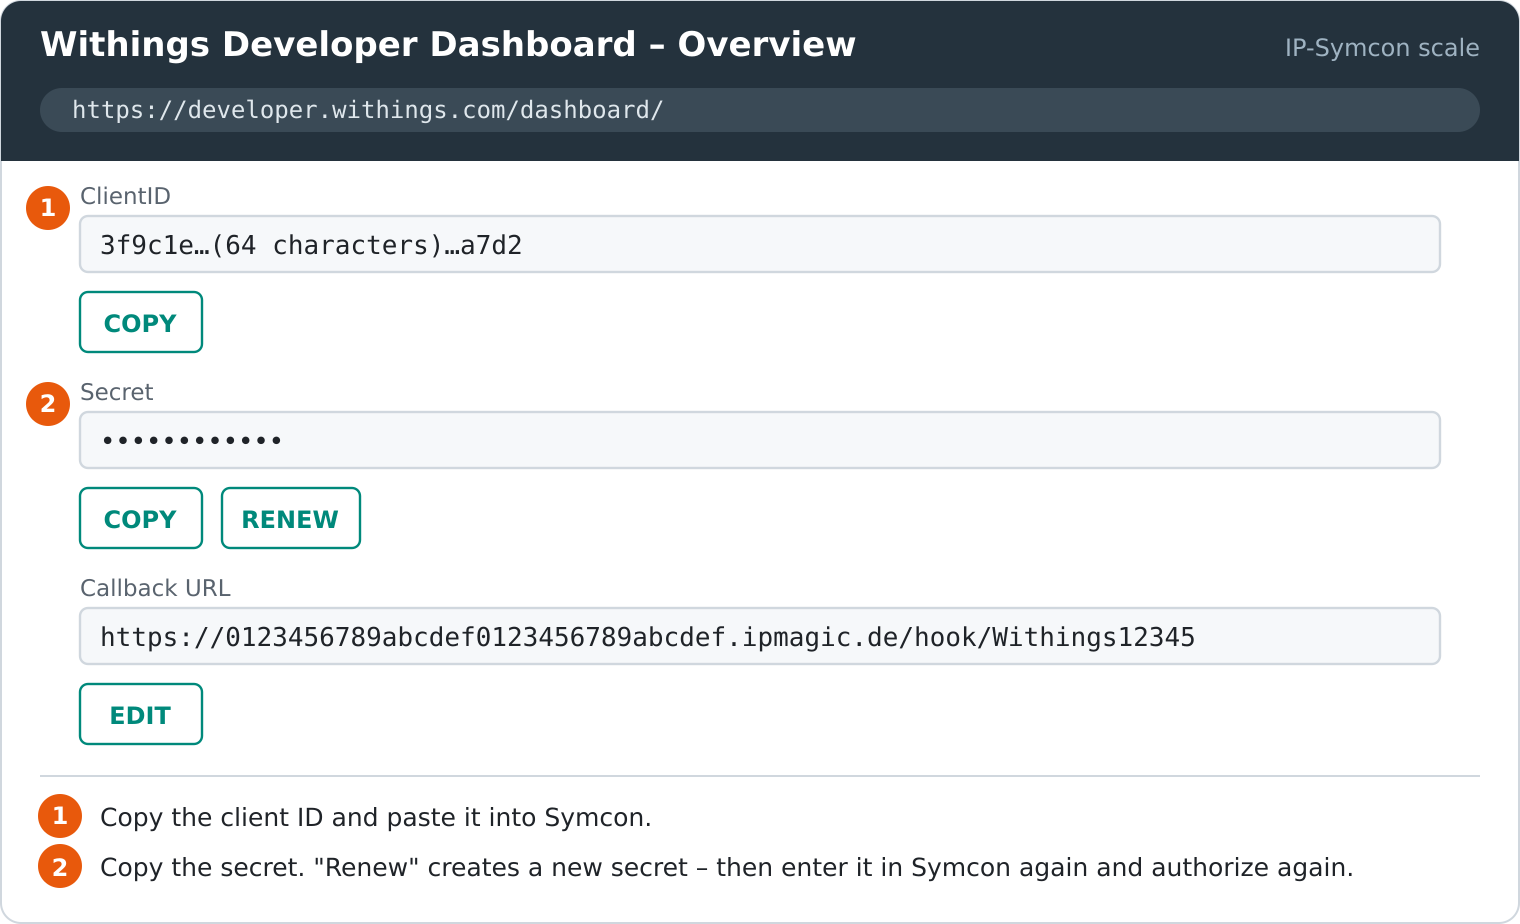 Withings Developer Dashboard – Overview
IP-Symcon scale
https://developer.withings.com/dashboard/
1 ClientID
3f9c1e…(64 characters)…a7d2
COPY
2 Secret
••••••••••••
COPY RENEW
Callback URL
https://0123456789abcdef0123456789abcdef.ipmagic.de/hook/Withings12345
EDIT
1 Copy the client ID and paste it into Symcon.
2 Copy the secret. "Renew" creates a new secret – then enter it in Symcon again and authorize again.